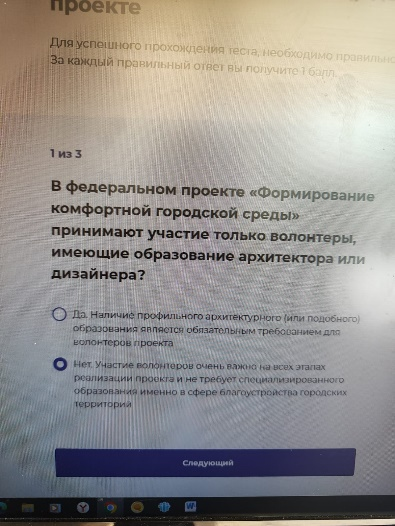 проекте
Для успешного прохождения теста, необходимо правильно
За каждый правильный ответ вы получите 1 балл.
1 из 3
В федеральном проекте «Формирование
комфортной городской среды»
принимают участие только волонтеры,
имеющие образование архитектора или
дизайнера?
Да. Наличие профильного архитектурного (или подобного)
образования является обязательным требованием для
волонтеров проекта
Нет. Участие волонтеров очень важно на всех этапах
реализации проекта и не требует специализированного
образования именно в сфере благоустройства городских
территорий
Следующий